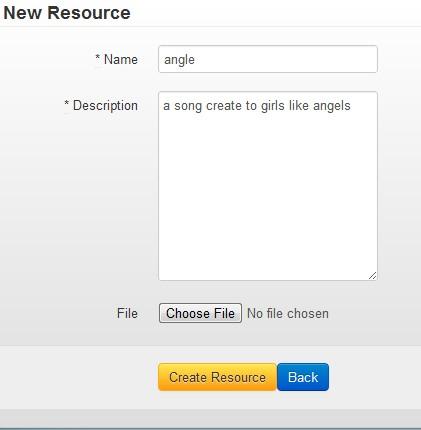 New Resource
* Name angle
* Description a song create to girls like angels
File Choose File No file chosen
Create Resource Back